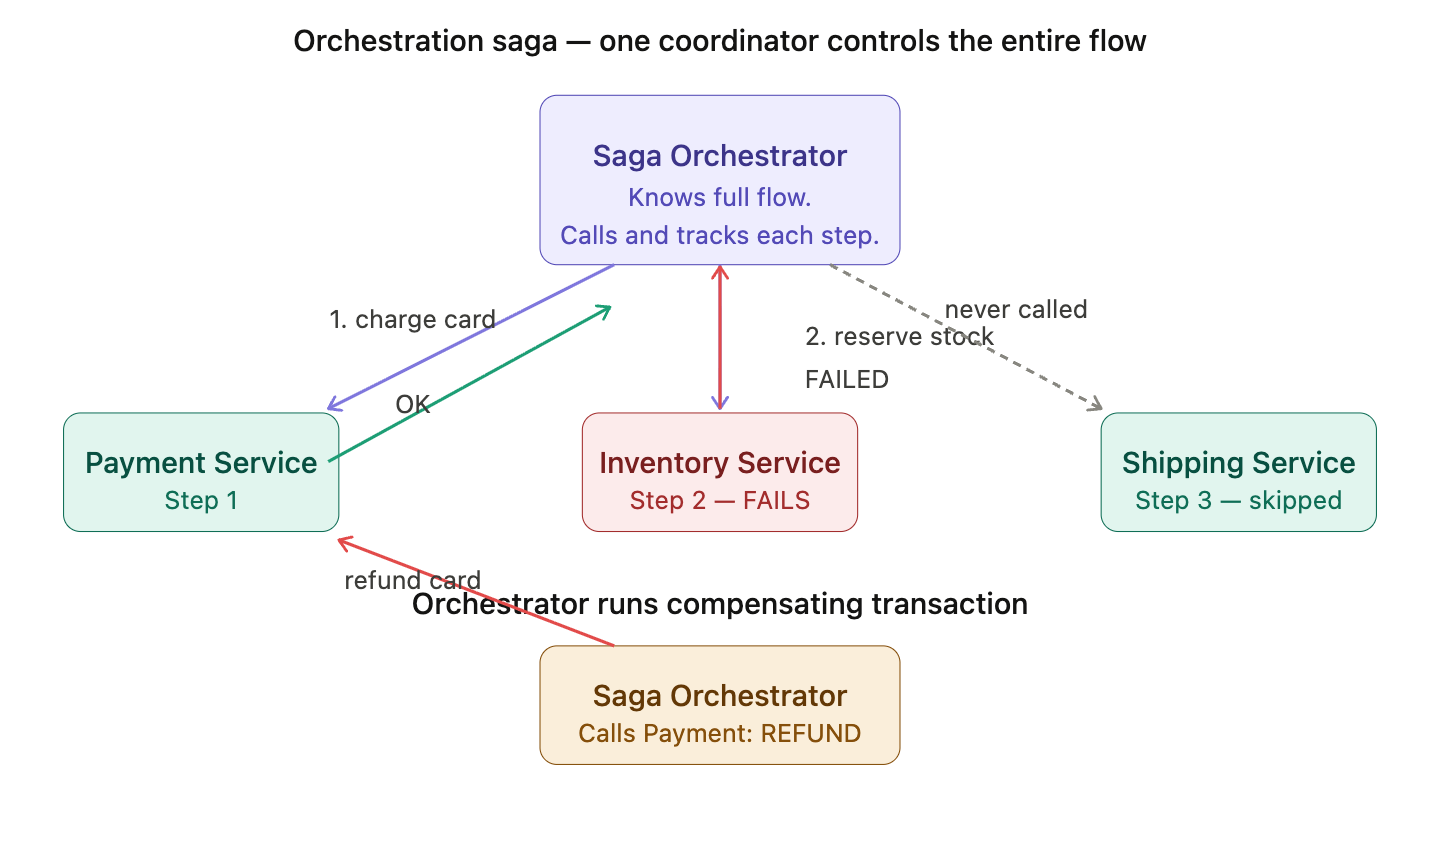 Orchestration saga — one coordinator controls the entire flow
Saga Orchestrator
Knows full flow.
Calls and tracks each step.
1. charge card
never called
2. reserve stock
FAILED
OK
Payment Service
Step 1
Inventory Service
Step 2 — FAILS
Shipping Service
Step 3 — skipped
refund card
Orchestrator runs compensating transaction
Saga Orchestrator
Calls Payment: REFUND